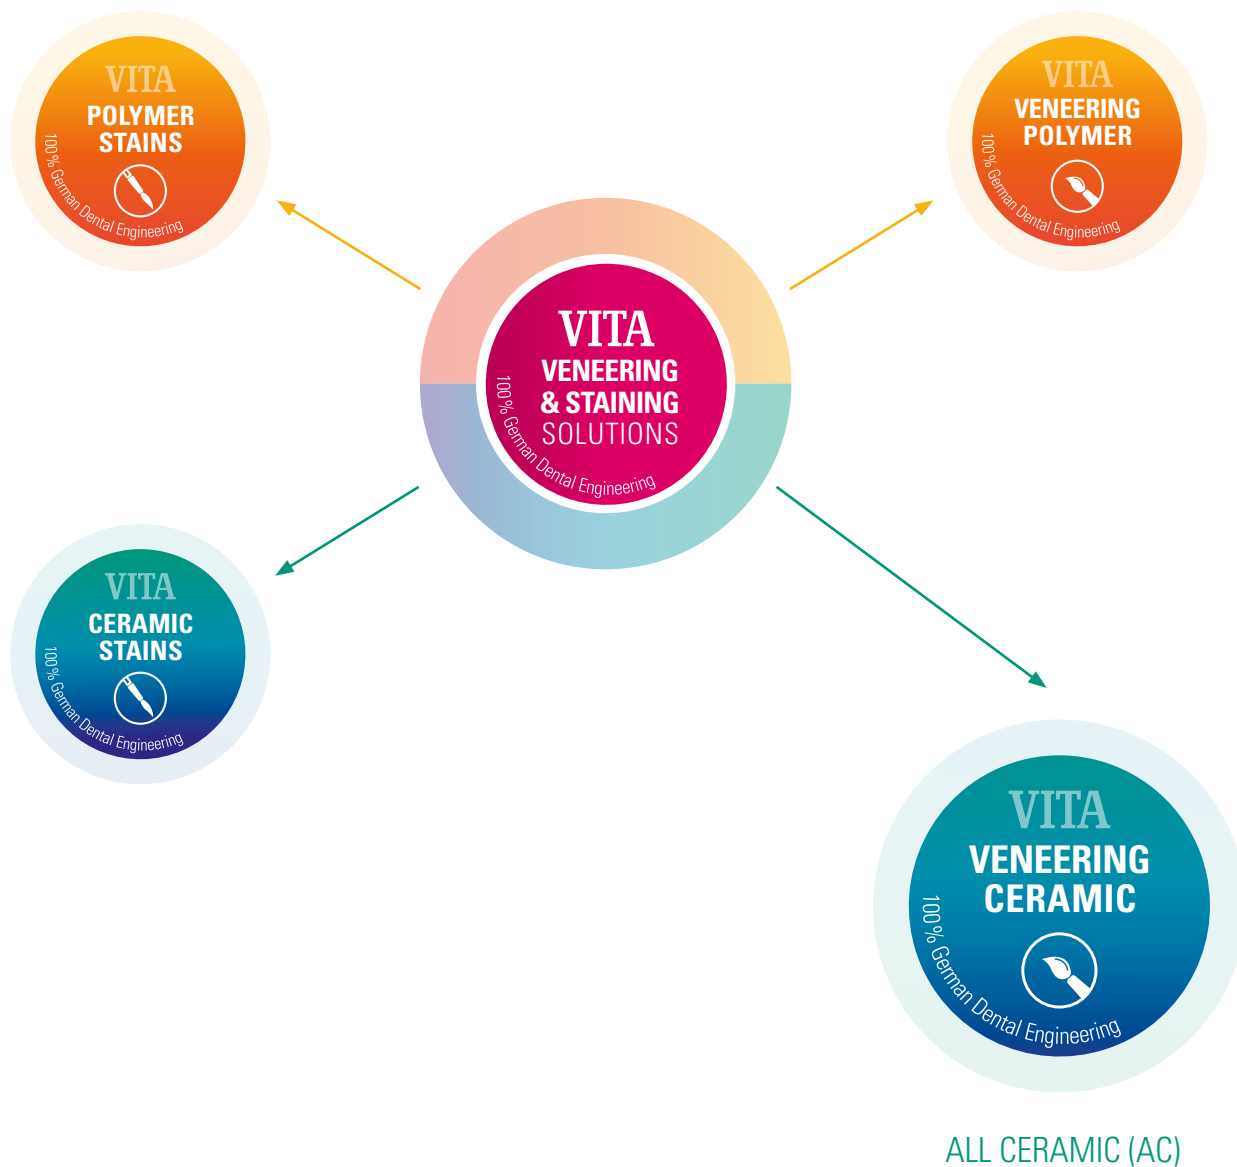 VITA
POLYMER
STAINS
100% German Dental Engineering
VITA
VENEERING
POLYMER
100% German Dental Engineering
VITA
VENEERING
& STAINING
SOLUTIONS
100% German Dental Engineering
VITA
CERAMIC
STAINS
100% German Dental Engineering
VITA
VENEERING
CERAMIC
100% German Dental Engineering
ALL CERAMIC (AC)